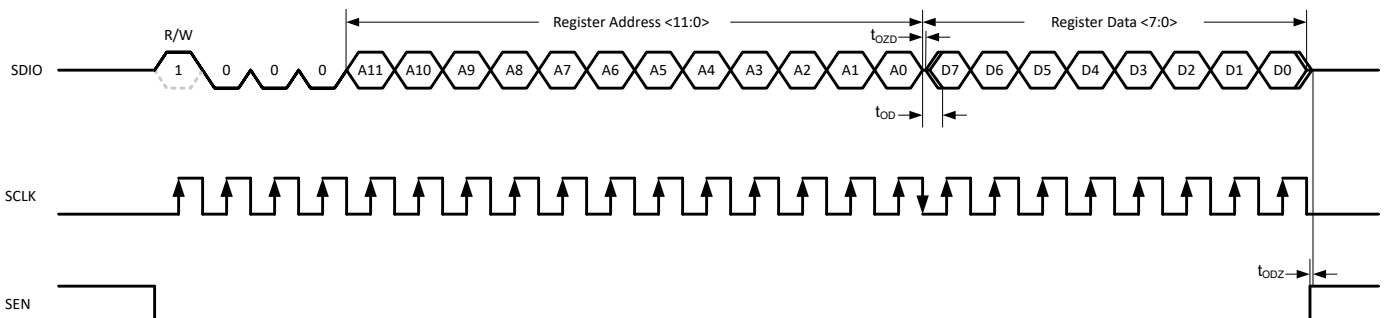 Register Address <11:0>
Register Data <7:0>
R/W
tOZD
SDIO
1 0 0 0 A11 A10 A9 A8 A7 A6 A5 A4 A3 A2 A1 A0 D7 D6 D5 D4 D3 D2 D1 D0
tOD
SCLK
tODZ
SEN